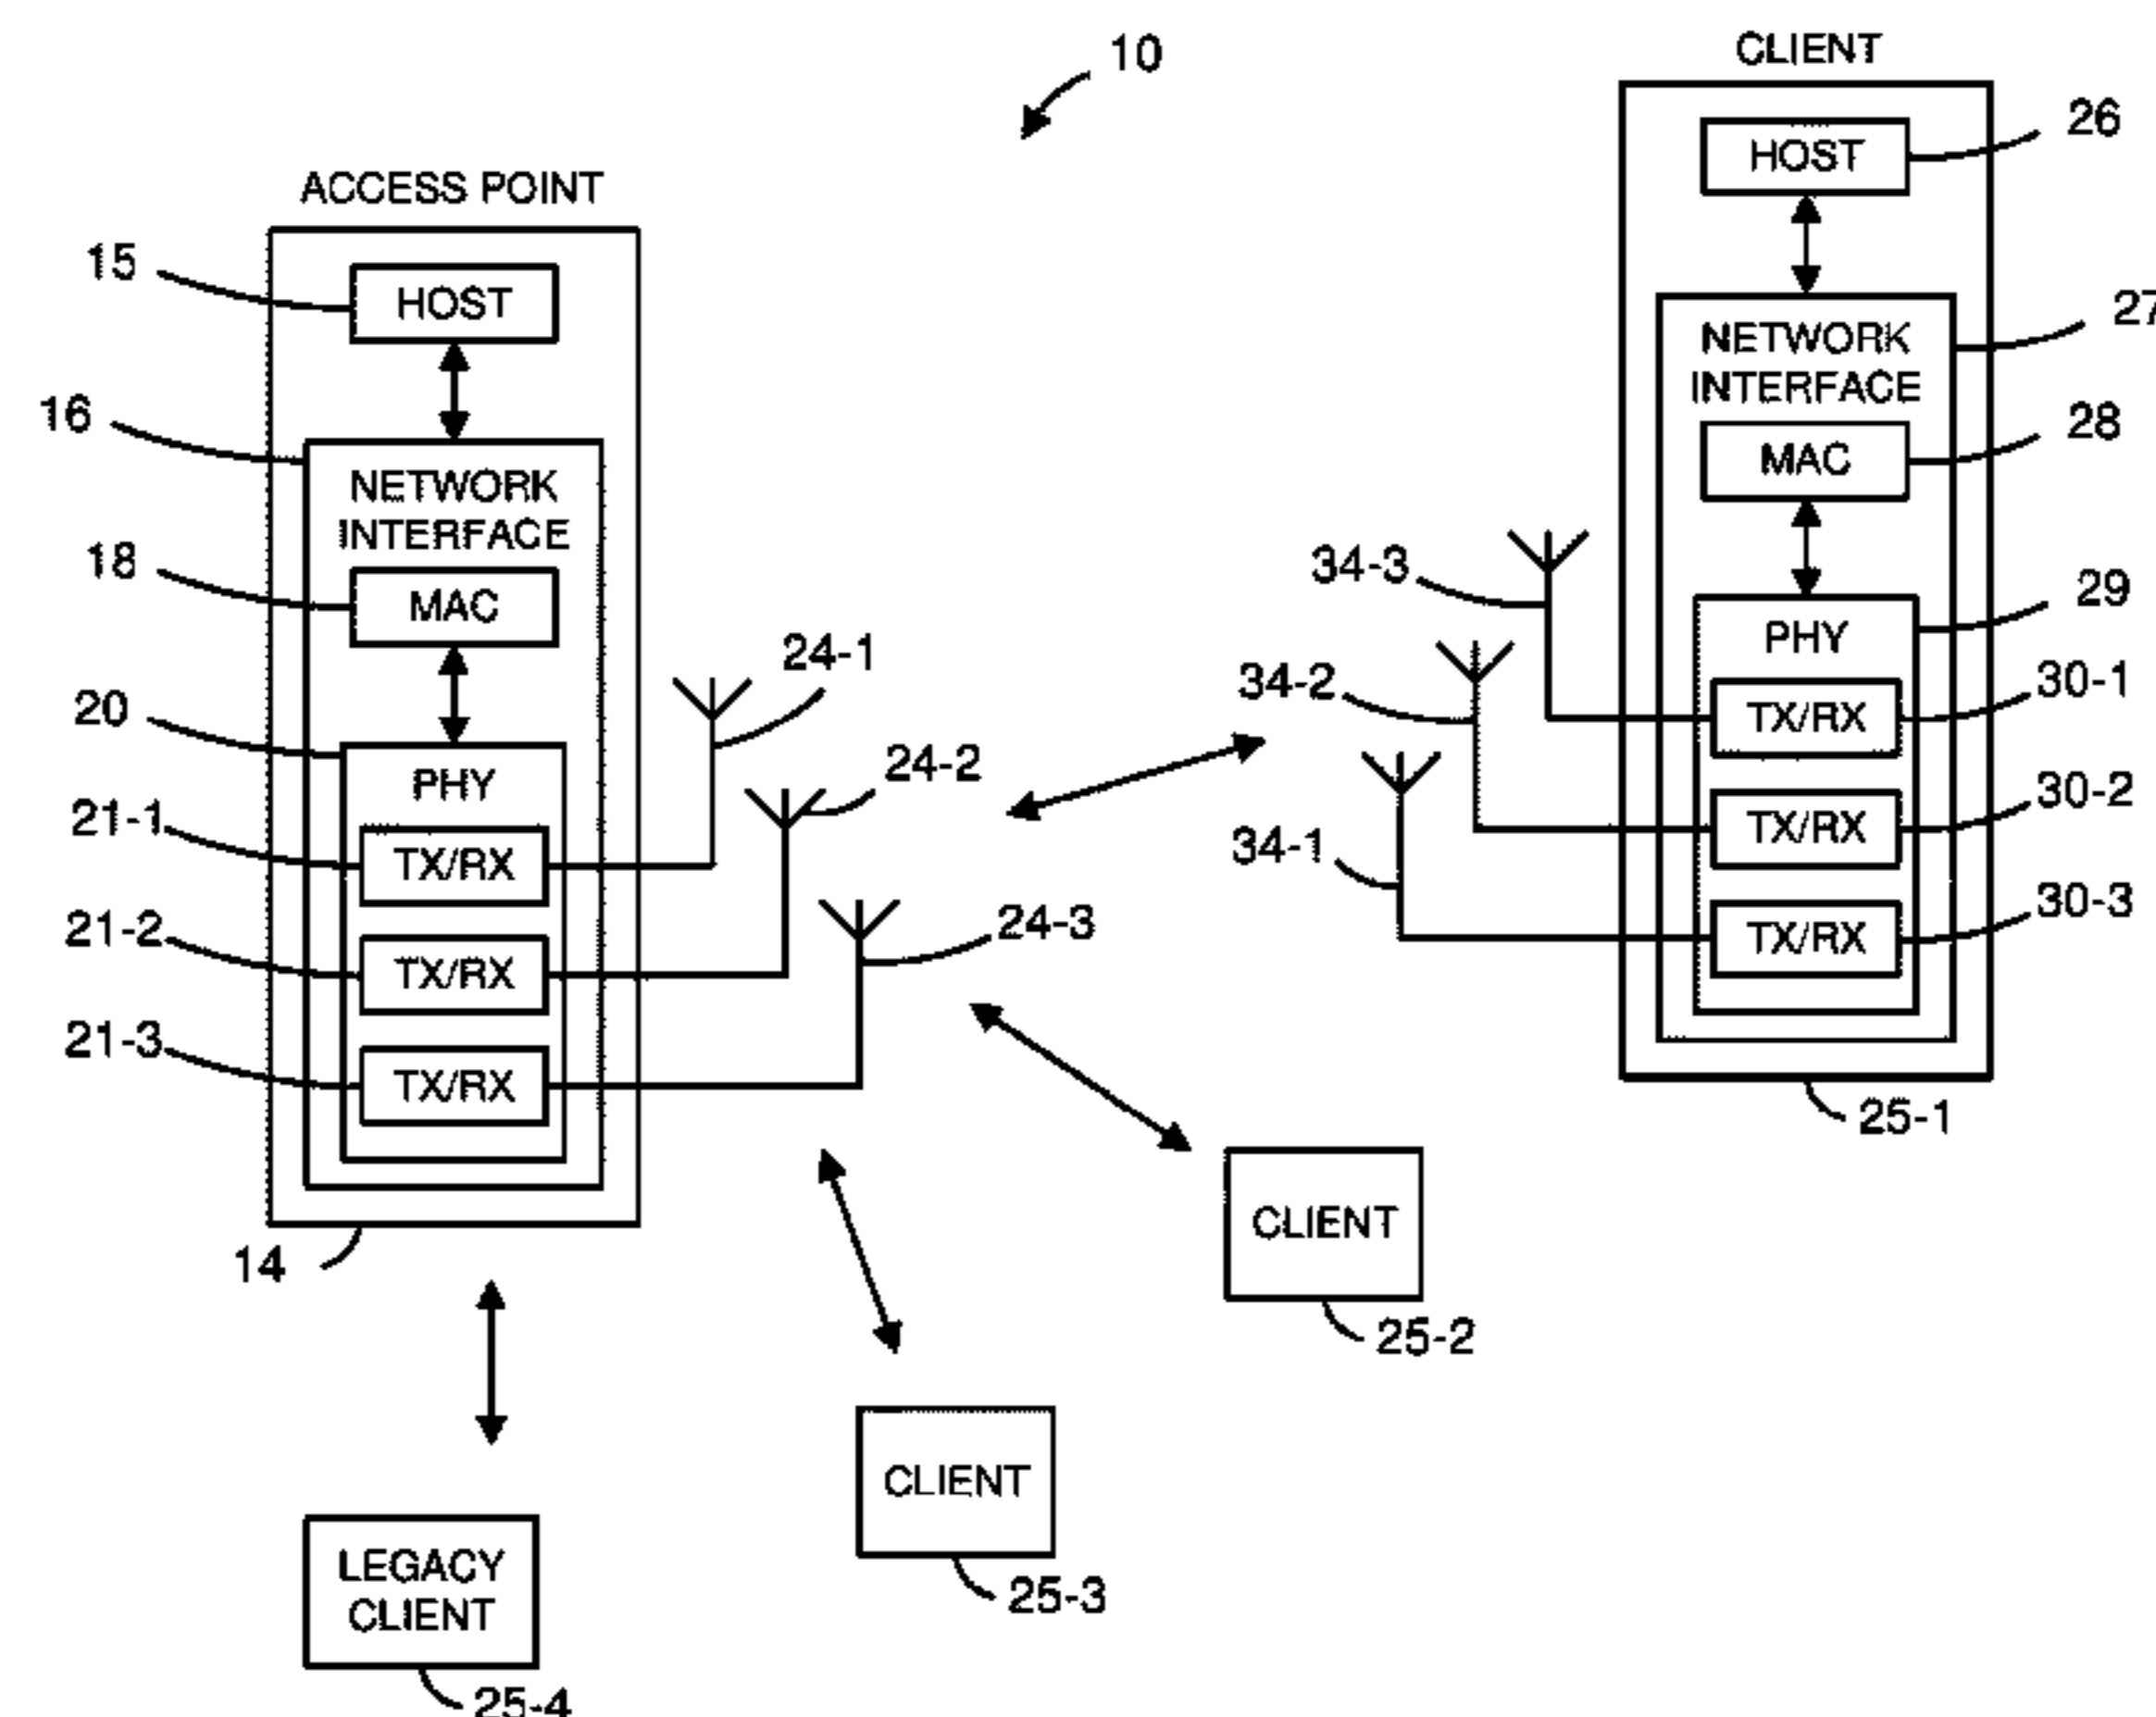 10
ACCESS POINT
15
HOST
16
NETWORK
INTERFACE
18
MAC
20
PHY
21-1
TX/RX
21-2
TX/RX
21-3
TX/RX
14
24-1
24-2
24-3
CLIENT
26
HOST
27
NETWORK
INTERFACE
28
MAC
29
PHY
34-3
30-1
TX/RX
34-2
30-2
TX/RX
34-1
30-3
TX/RX
25-1
CLIENT
25-2
CLIENT
25-3
LEGACY
CLIENT
25-4